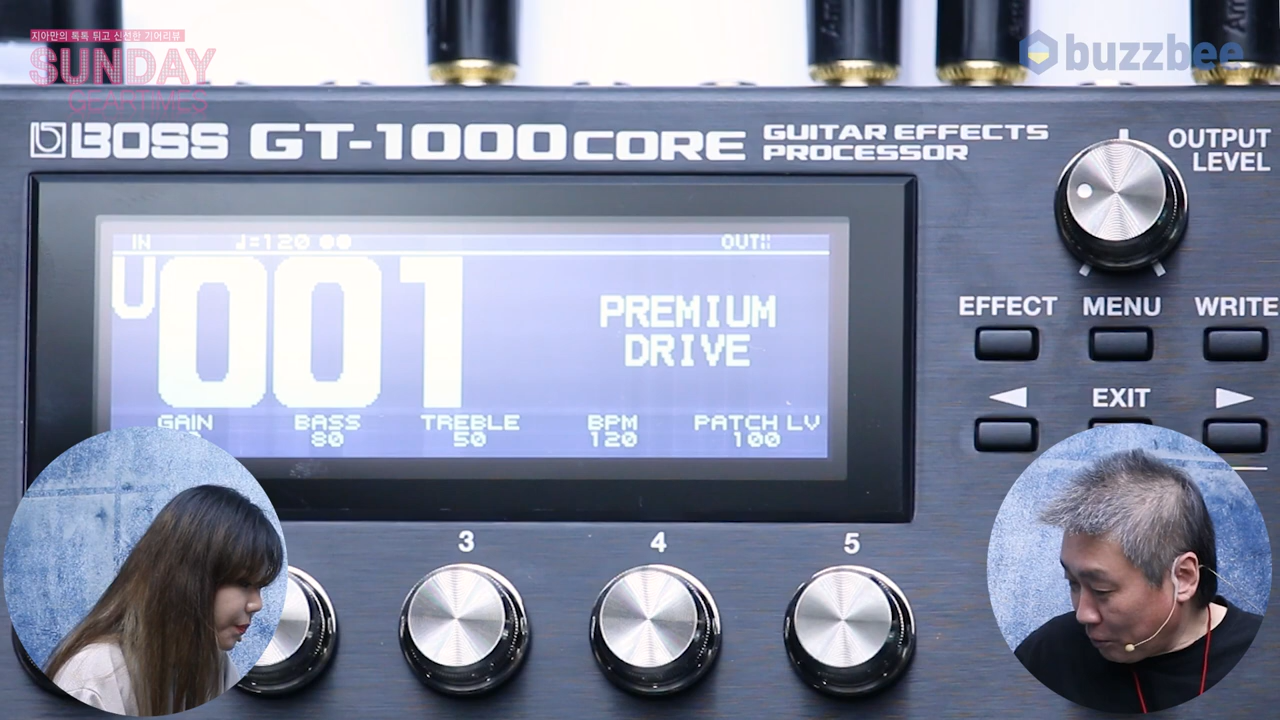 지아만의 톡톡 튀고 신선한 기어리뷰
SUNDAY
GEARTIMES
buzzbee
BOSS GT-1000CORE GUITAR EFFECTS PROCESSOR
OUTPUT LEVEL
IN ♩=120 OUT
U001
PREMIUM
DRIVE
GAIN BASS TREBLE BPM PATCH LV
80 50 120 100
EFFECT MENU WRITE
EXIT
3 4 5